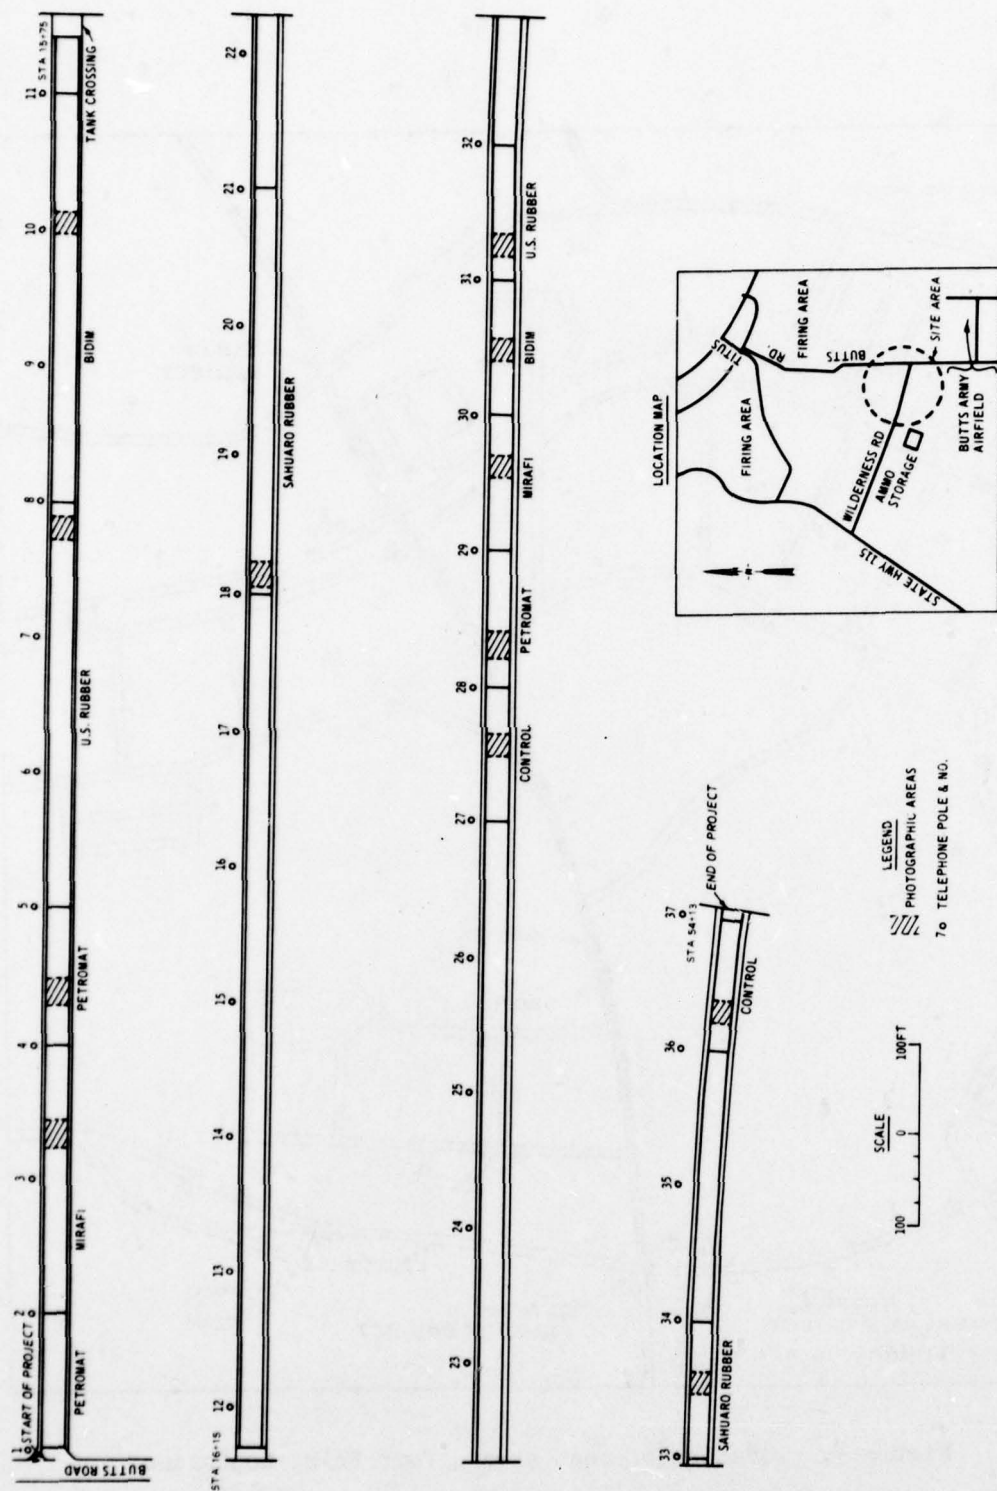 BUTTS ROAD
START OF PROJECT
1
2
3
4
5
6
7
8
9
10
11
STA 15+75
PETROMAT
MIRAFI
PETROMAT
U.S. RUBBER
BIDIM
TANK CROSSING
STA 16+15
12
13
14
15
16
17
18
19
20
21
22
SAHUARO RUBBER
23
24
25
26
27
28
29
30
31
32
CONTROL
PETROMAT
MIRAFI
BIDIM
U.S. RUBBER
33
34
35
36
37
STA 54+13
END OF PROJECT
SAHUARO RUBBER
CONTROL
SCALE
100
0
100FT
LEGEND
PHOTOGRAPHIC AREAS
7o TELEPHONE POLE & NO.
LOCATION MAP
TITUS
FIRING AREA
FIRING AREA
RD.
BUTTS
WILDERNESS RD
AMMO
STORAGE
STATE HWY 115
SITE AREA
BUTTS ARMY
AIRFIELD
N